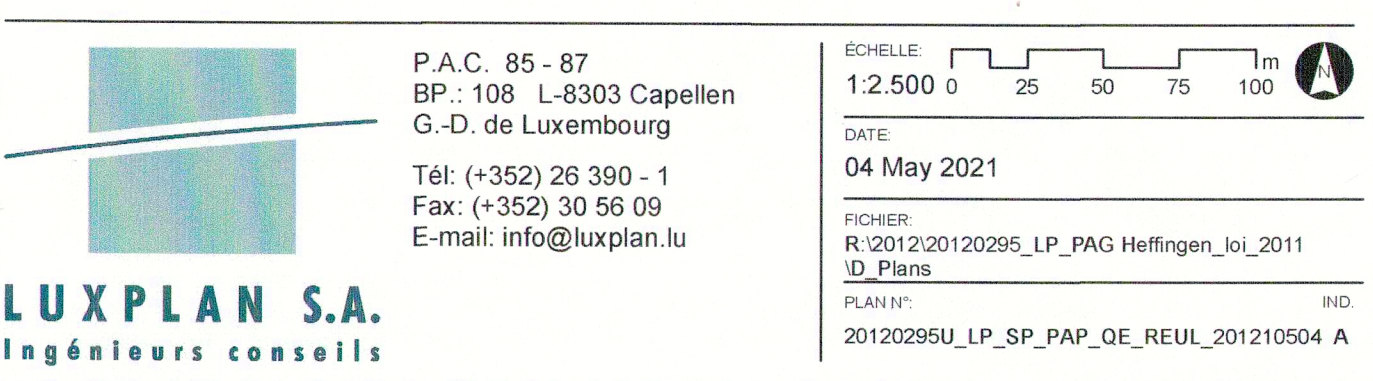 LUXPLAN S.A.
Ingénieurs conseils
P.A.C. 85 - 87
BP.: 108 L-8303 Capellen
G.-D. de Luxembourg
Tél: (+352) 26 390 - 1
Fax: (+352) 30 56 09
E-mail: info@luxplan.lu
ÉCHELLE:
1:2.500 0 25 50 75 100 m
N
DATE:
04 May 2021
FICHIER:
R:\2012\20120295_LP_PAG Heffingen_loi_2011
\D_Plans
PLAN N°: IND.
20120295U_LP_SP_PAP_QE_REUL_201210504 A